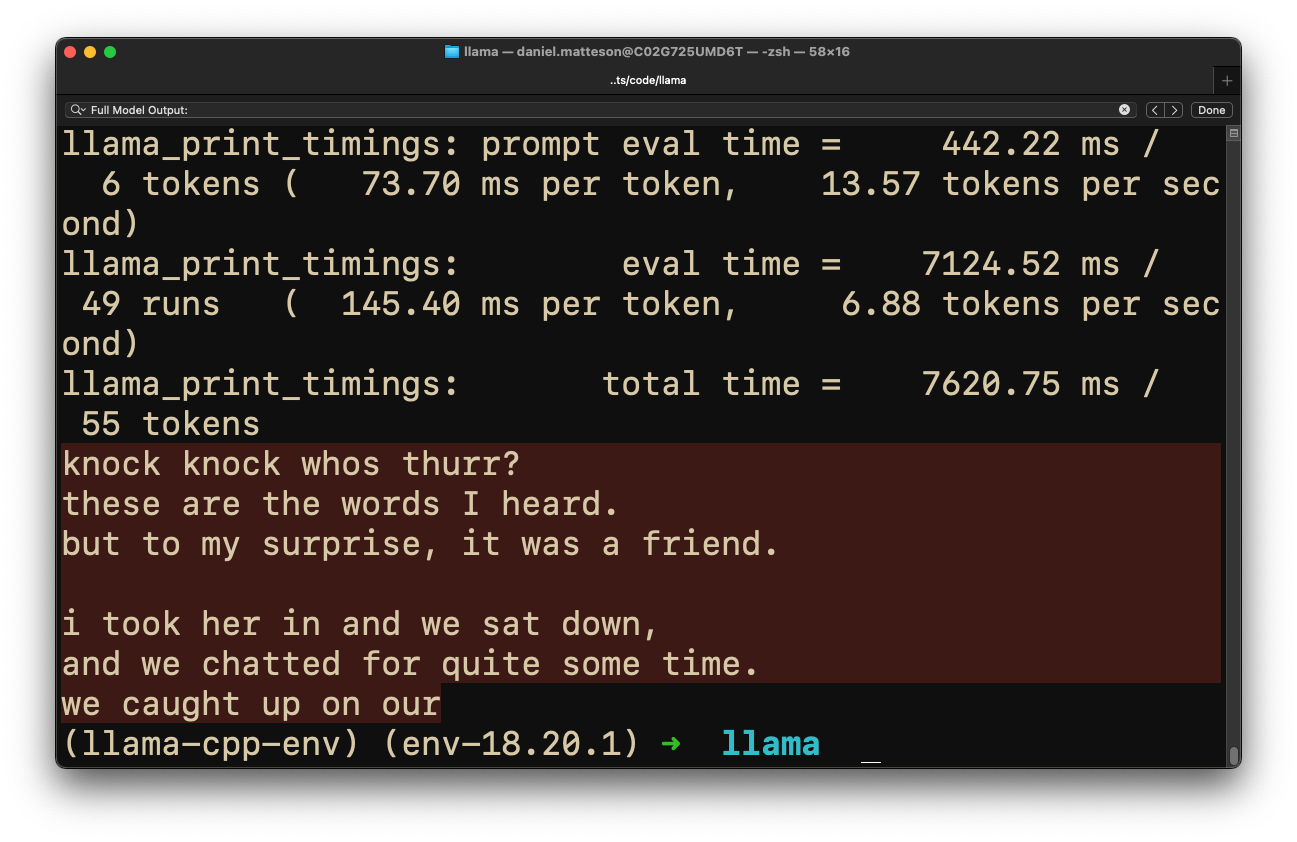 llama — daniel.matteson@C02G725UMD6T — -zsh — 58×16
..ts/code/llama
Full Model Output:
Done
llama_print_timings: prompt eval time =     442.22 ms /
  6 tokens (   73.70 ms per token,    13.57 tokens per sec
ond)
llama_print_timings:        eval time =    7124.52 ms /
 49 runs   (  145.40 ms per token,     6.88 tokens per sec
ond)
llama_print_timings:       total time =    7620.75 ms /
 55 tokens
knock knock whos thurr?
these are the words I heard.
but to my surprise, it was a friend.
i took her in and we sat down,
and we chatted for quite some time.
we caught up on our
(llama-cpp-env) (env-18.20.1) ➜  llama